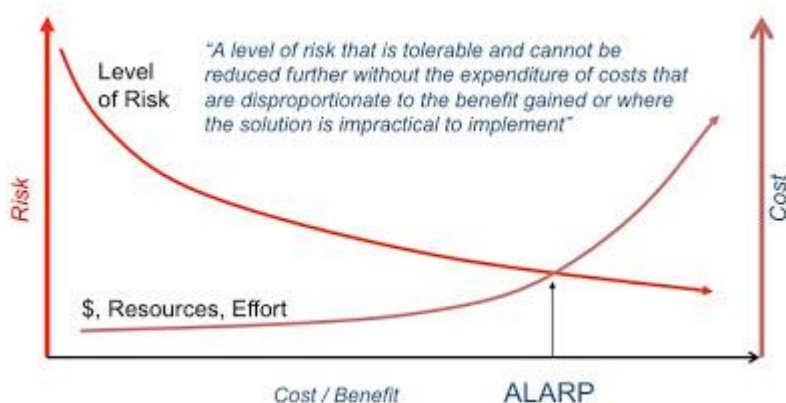 Level
of Risk
“A level of risk that is tolerable and cannot be
reduced further without the expenditure of costs that
are disproportionate to the benefit gained or where
the solution is impractical to implement”
Risk
Cost
$, Resources, Effort
Cost / Benefit
ALARP